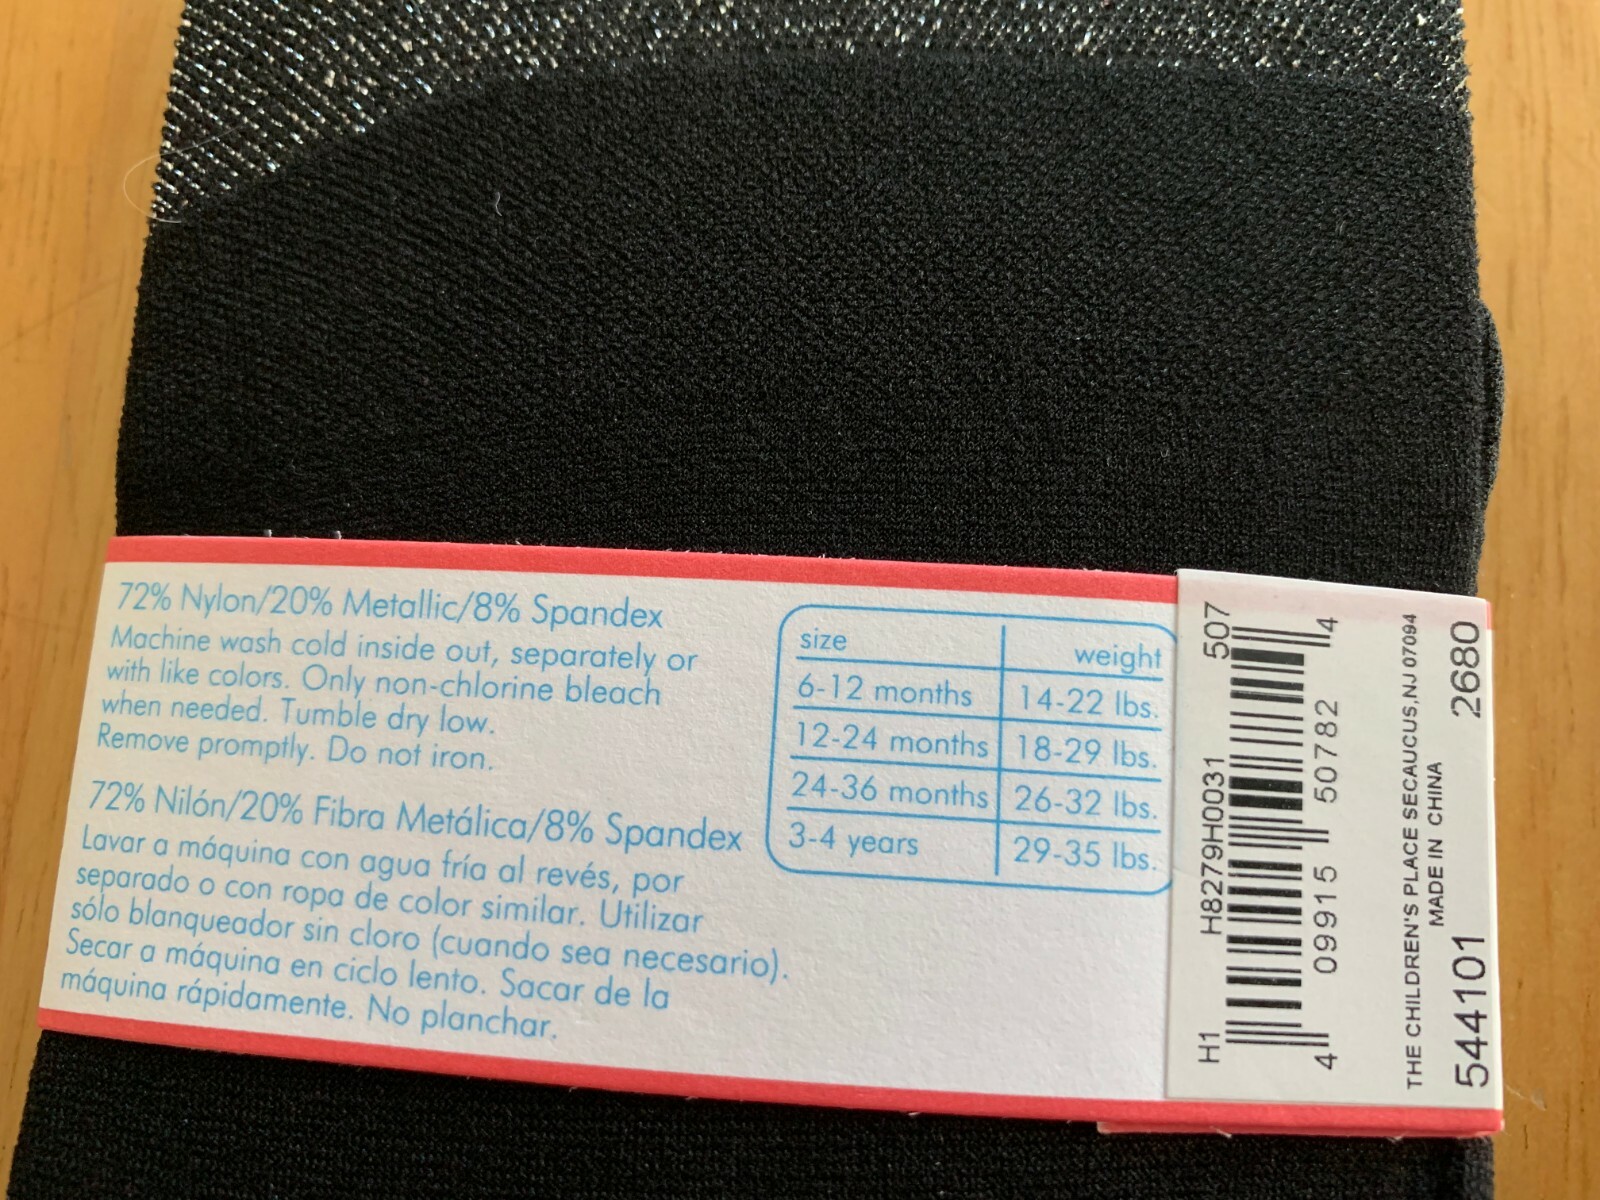 72% Nylon/20% Metallic/8% Spandex
Machine wash cold inside out, separately or
with like colors. Only non-chlorine bleach
when needed. Tumble dry low.
Remove promptly. Do not iron.
72% Nilón/20% Fibra Metálica/8% Spandex
Lavar a máquina con agua fría al revés, por
separado o con ropa de color similar. Utilizar
sólo blanqueador sin cloro (cuando sea necesario).
Secar a máquina en ciclo lento. Sacar de la
máquina rápidamente. No planchar.
size weight
6-12 months 14-22 lbs.
12-24 months 18-29 lbs.
24-36 months 26-32 lbs.
3-4 years 29-35 lbs.
H1 H8279H0031 507
4 09915 50782 4
THE CHILDREN'S PLACE SECAUCUS,NJ 07094
MADE IN CHINA
544101 2680